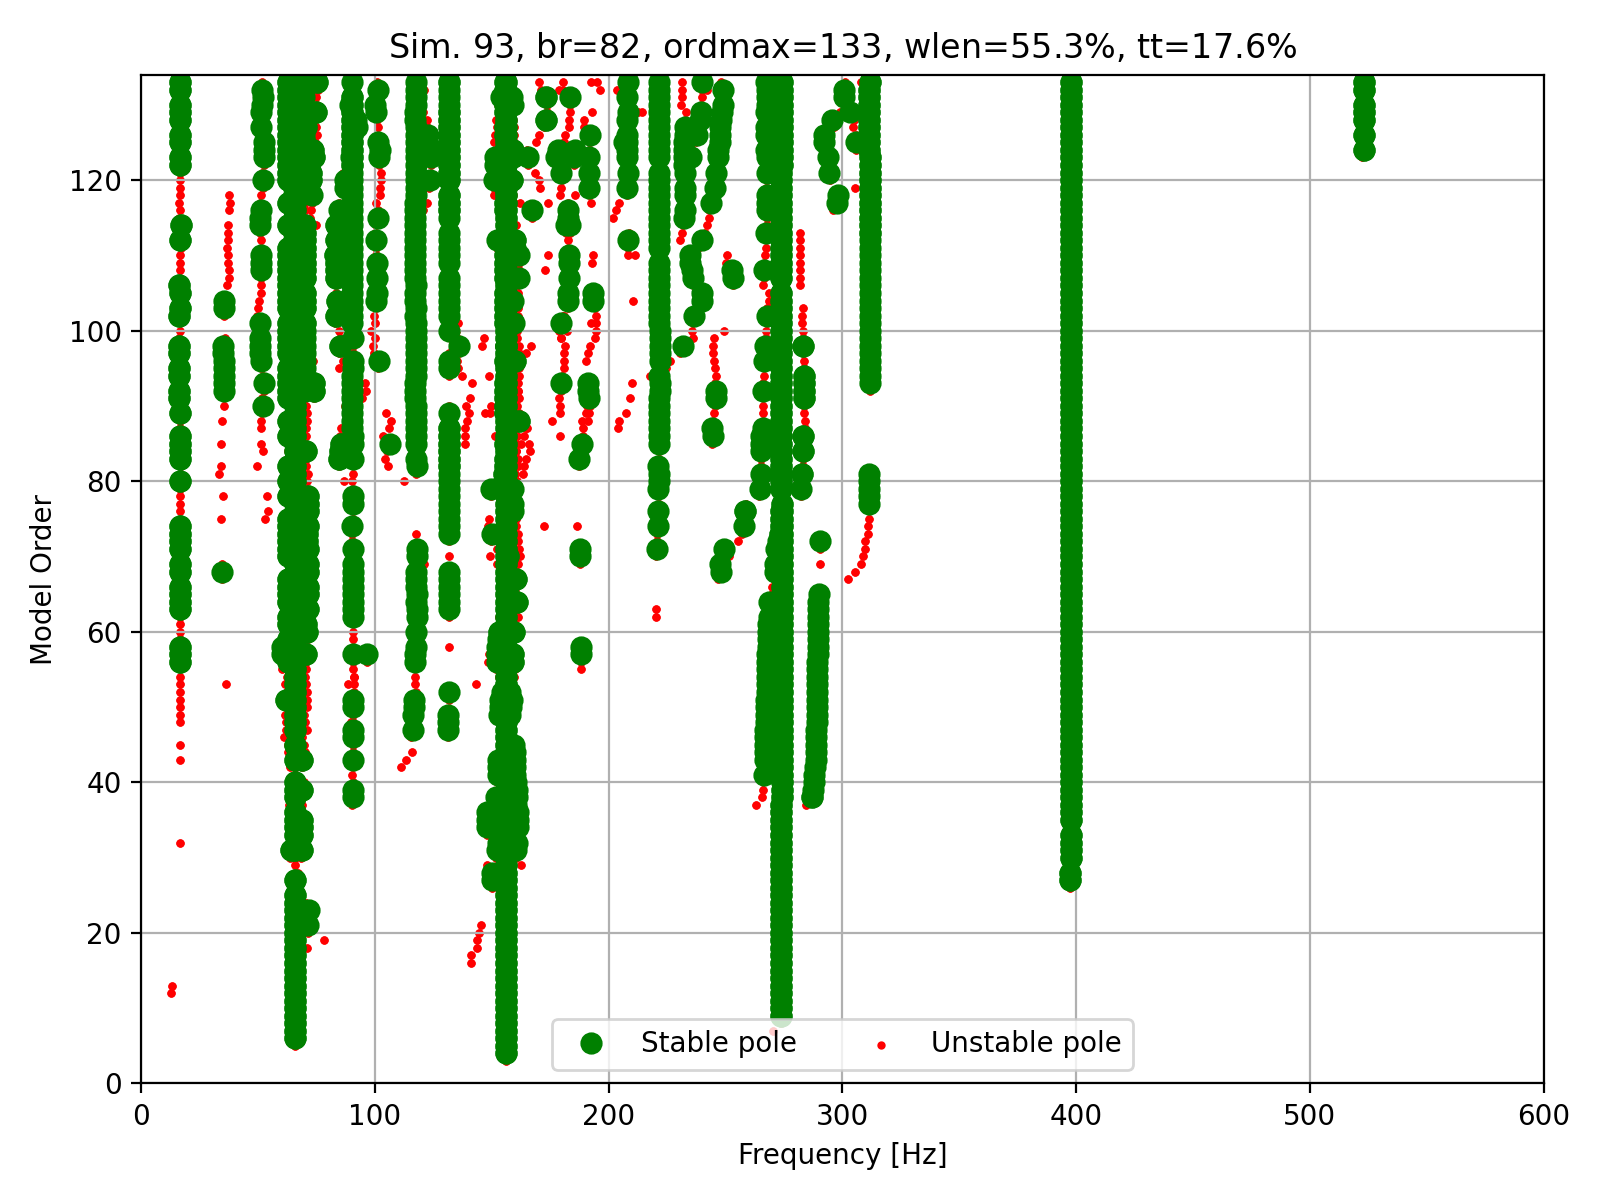 Sim. 93, br=82, ordmax=133, wlen=55.3%, tt=17.6%
120
100
80
60
40
20
0
Model Order
Stable pole
Unstable pole
0
100
200
300
400
500
600
Frequency [Hz]